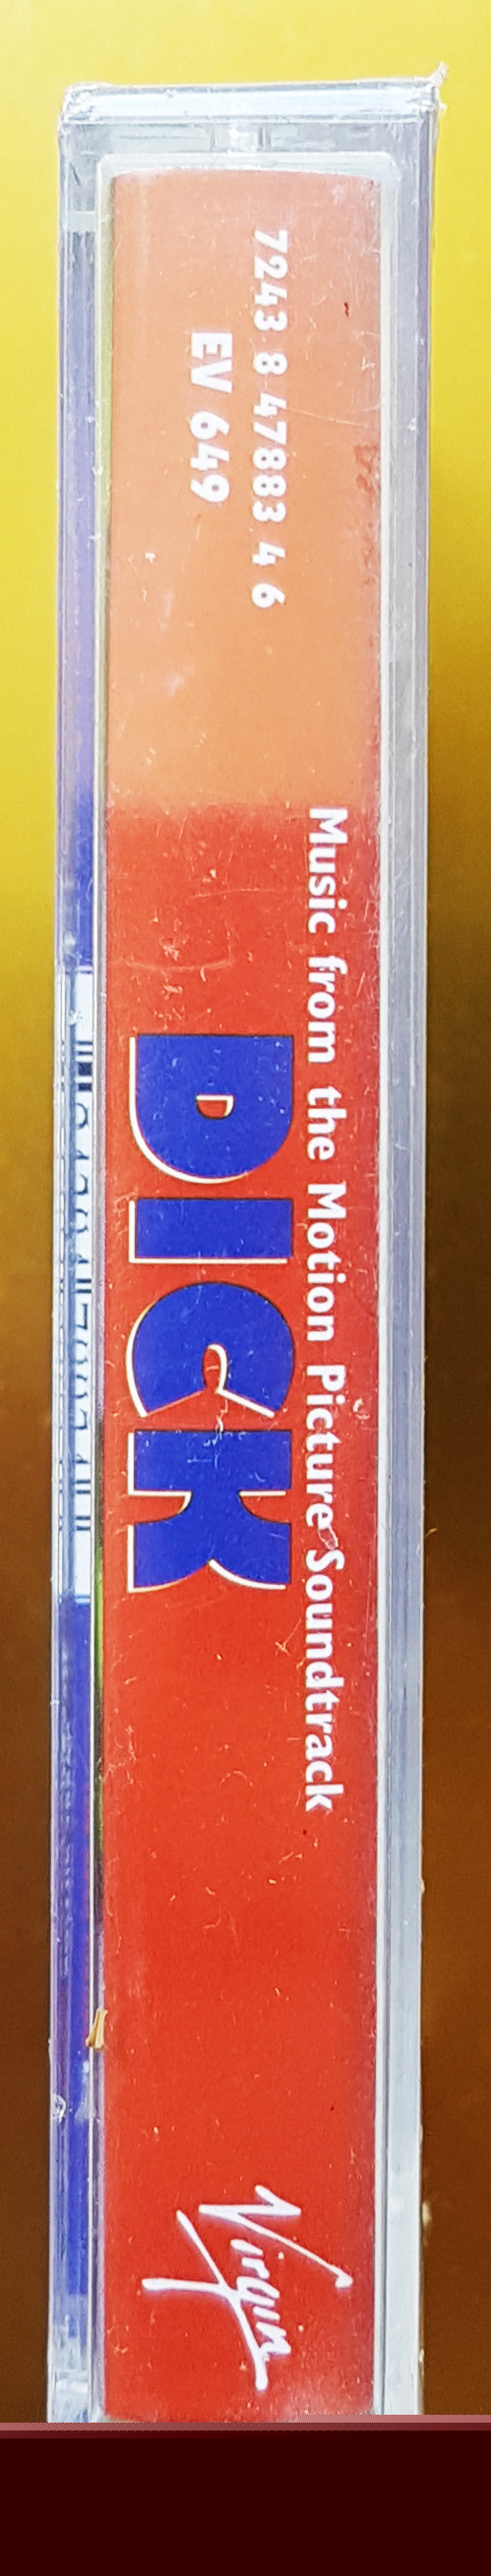 7243 8 47883 4 6
EV 649
Music from the Motion Picture Soundtrack
DICK
Virgin